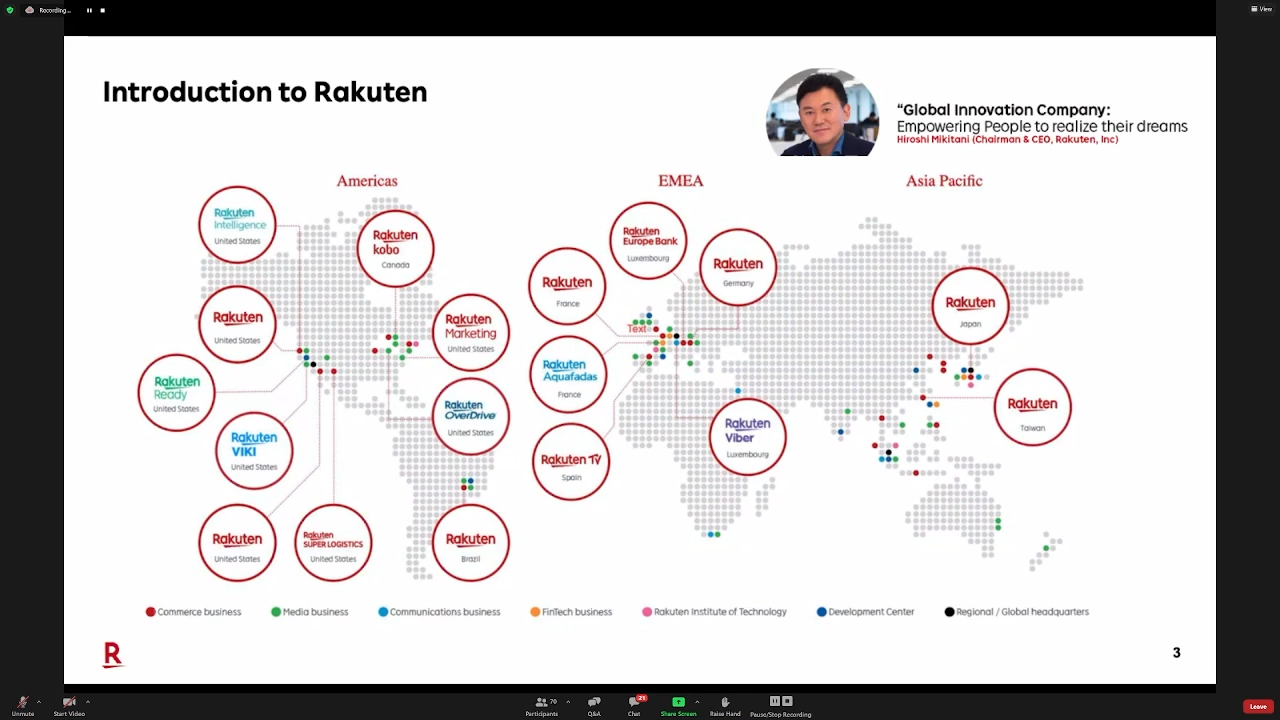 Recording...
View
Introduction to Rakuten
“Global Innovation Company:
Empowering People to realize their dreams
Hiroshi Mikitani (Chairman & CEO, Rakuten, Inc)
Americas
EMEA
Asia Pacific
Rakuten
Intelligence
United States
Rakuten
kobo
Canada
Rakuten
United States
Rakuten
Marketing
United States
Rakuten
Ready
United States
Rakuten
OverDrive
United States
Rakuten
VIKI
United States
Rakuten
United States
Rakuten
SUPER LOGISTICS
United States
Rakuten
Brazil
Rakuten
Europe Bank
Luxembourg
Rakuten
Germany
Rakuten
France
Text
Rakuten
Aquafadas
France
Rakuten
Viber
Luxembourg
Rakuten TV
Spain
Rakuten
Japan
Rakuten
Taiwan
Commerce business
Media business
Communications business
FinTech business
Rakuten Institute of Technology
Development Center
Regional / Global headquarters
R
3
Unmute
Start Video
70
Participants
Q&A
21
Chat
Share Screen
Raise Hand
Pause/Stop Recording
Leave